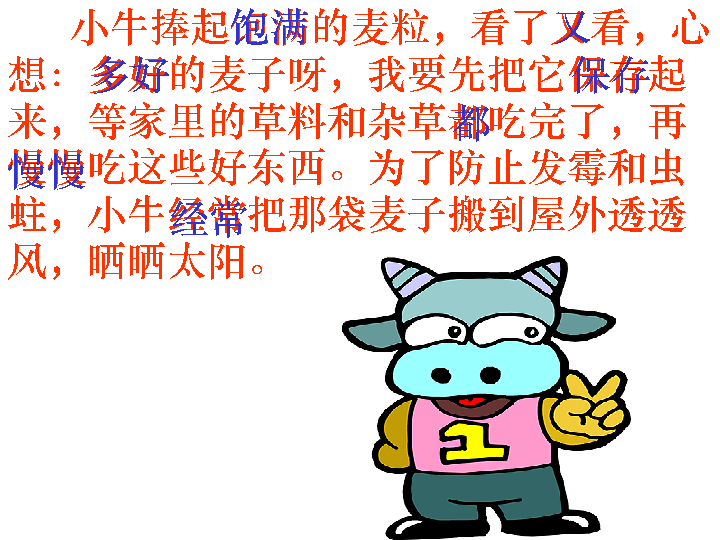 小牛捧起饱满的麦粒，看了又看，心
想：多好的麦子呀，我要先把它保存起
来，等家里的草料和杂草都吃完了，再
慢慢吃这些好东西。为了防止发霉和虫
蛀，小牛经常把那袋麦子搬到屋外透透
风，晒晒太阳。
1